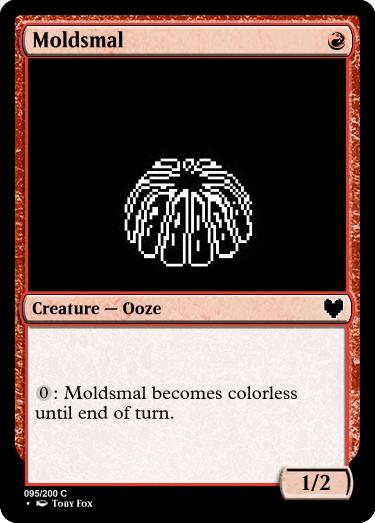 Moldsmal
Creature — Ooze
0: Moldsmal becomes colorless
until end of turn.
1/2
095/200 C
• Toby Fox